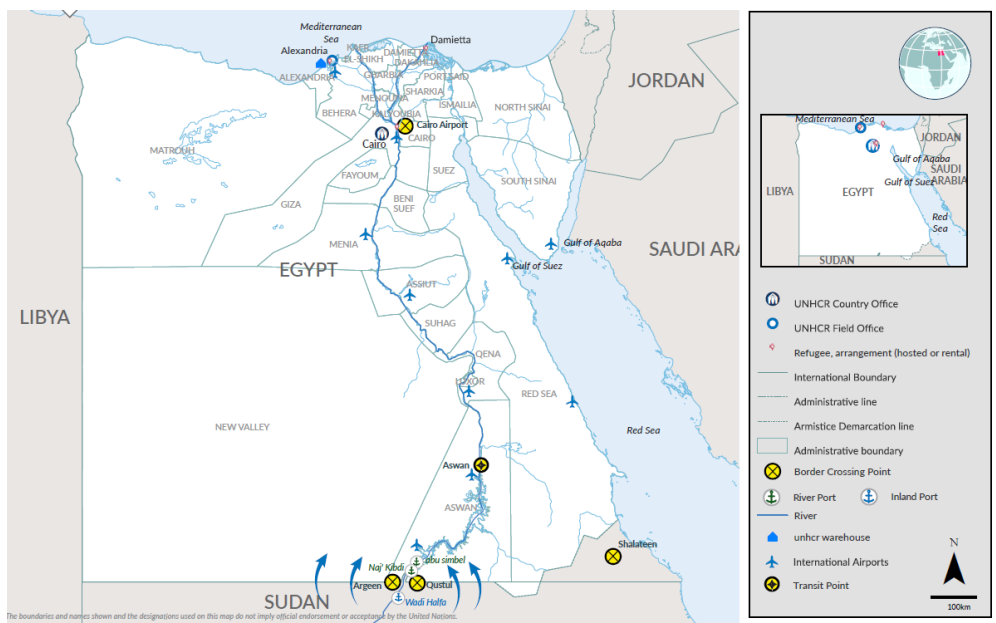 Mediterranean
Sea
Alexandria
Damietta
KAFR
EL-SHIKH
DAMIETTA
DAKAHLIA
ALEXANDRIA
GHARBIA
PORT SAID
SHARKIA
MENOUFIA
ISMAILIA
BEHERA
KALYOUBIA
NORTH SINAI
Cairo Airport
CAIRO
Cairo
MATROUH
FAYOUM
SUEZ
SOUTH SINAI
GIZA
BENI
SUEF
MENIA
Gulf of Aqaba
Gulf of Suez
JORDAN
SAUDI ARA
EGYPT
LIBYA
ASSIUT
SUHAG
QENA
LUXOR
RED SEA
NEW VALLEY
Red Sea
Aswan
ASWAN
Shalateen
abu simbel
Naj' Kibdi
Argeen
Qustul
Wadi Halfa
SUDAN
The boundaries and names shown and the designations used on this map do not imply official endorsement or acceptance by the United Nations.
Mediterranean Sea
JORDAN
Gulf of Aqaba
SAUDI
ARABIA
Gulf of Suez
LIBYA
EGYPT
Red
Sea
SUDAN
UNHCR Country Office
UNHCR Field Office
Refugee, arrangement (hosted or rental)
International Boundary
Administrative line
Armistice Demarcation line
Administrative boundary
Border Crossing Point
River Port
Inland Port
River
unhcr warehouse
International Airports
Transit Point
N
100km